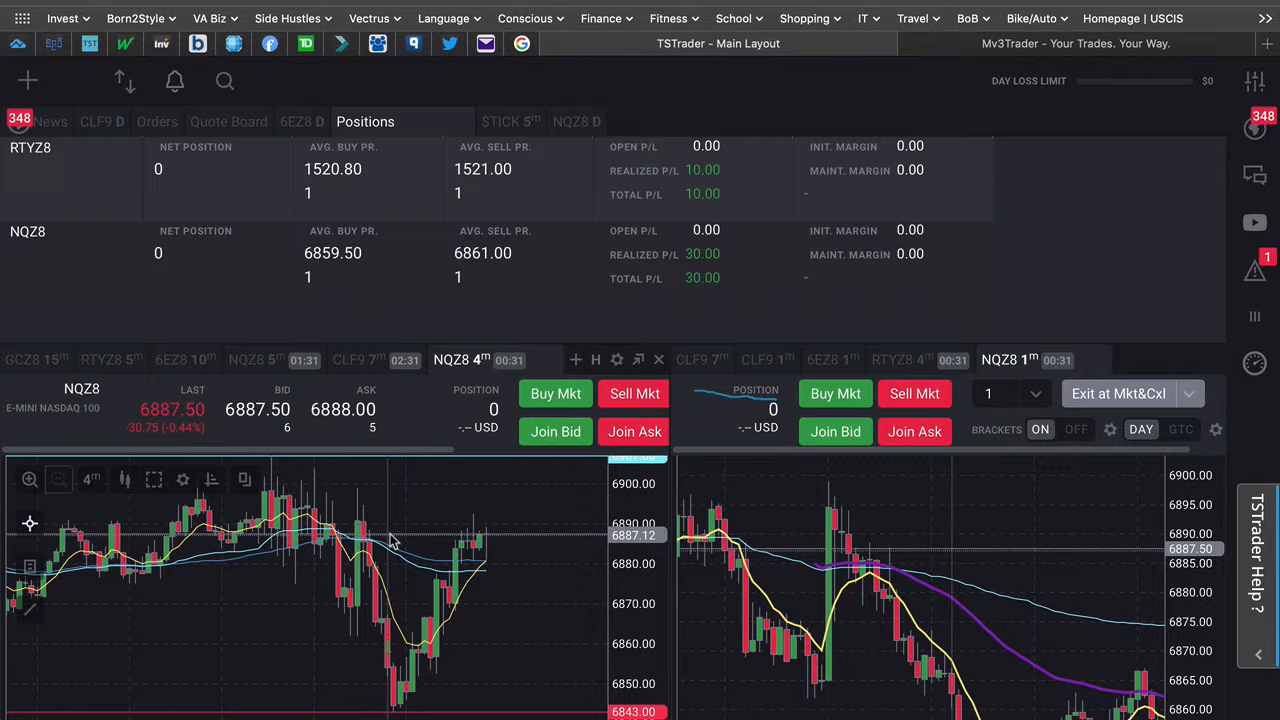 Invest Born2Style VA Biz Side Hustles Vectrus Language Conscious Finance Fitness School Shopping IT Travel BoB Bike/Auto Homepage | USCIS >>
TST W Inv b f TD ? G TSTrader - Main Layout Mv3Trader - Your Trades. Your Way. +
DAY LOSS LIMIT $0
348 News CLF9 D Orders Quote Board 6EZ8 D Positions $TICK 5m NQZ8 D 348
RTYZ8 NET POSITION AVG. BUY PR. AVG. SELL PR. OPEN P/L 0.00 INIT. MARGIN 0.00
0 1520.80 1521.00 REALIZED P/L 10.00 MAINT. MARGIN 0.00
1 1 TOTAL P/L 10.00 -
NQZ8 NET POSITION AVG. BUY PR. AVG. SELL PR. OPEN P/L 0.00 INIT. MARGIN 0.00
0 6859.50 6861.00 REALIZED P/L 30.00 MAINT. MARGIN 0.00
1 1 TOTAL P/L 30.00 -
1
GCZ8 15m RTYZ8 5m 6EZ8 10m NQZ8 5m 01:31 CLF9 7m 02:31 NQZ8 4m 00:31 + H
CLF9 7m CLF9 1m 6EZ8 1m RTYZ8 4m 00:31 NQZ8 1m 00:31
NQZ8 LAST BID ASK POSITION Buy Mkt Sell Mkt
E-MINI NASDAQ 100 6887.50 6887.50 6888.00 0
-30.75 (-0.44%) 6 5 -.-- USD Join Bid Join Ask
POSITION Buy Mkt Sell Mkt 1 Exit at Mkt&Cxl
0
-.-- USD Join Bid Join Ask BRACKETS ON OFF DAY GTC
4m
6900.00
6890.00
6887.12
6880.00
6870.00
6860.00
6850.00
6843.00
6900.00
6895.00
6890.00
6887.50
6885.00
6880.00
6875.00
6870.00
6865.00
6860.00
TSTrader Help ?